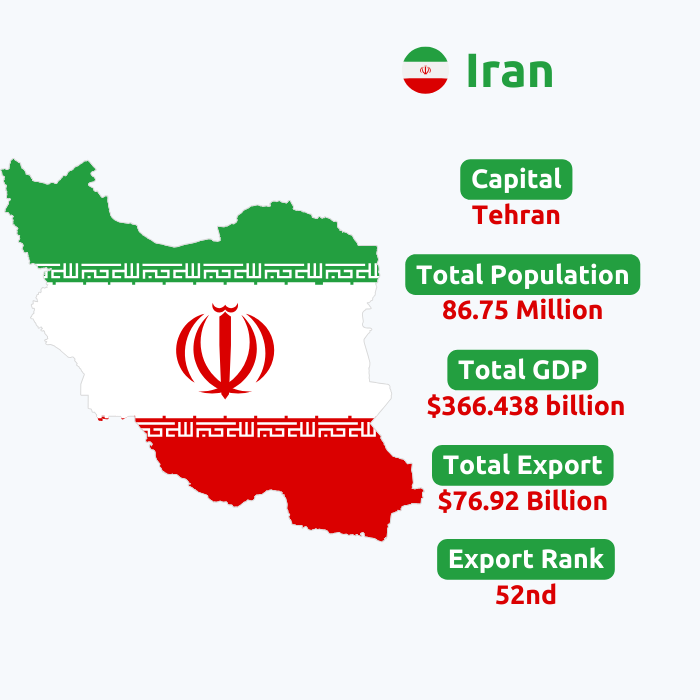 Iran
Capital
Tehran
Total Population
86.75 Million
Total GDP
$366.438 billion
Total Export
$76.92 Billion
Export Rank
52nd